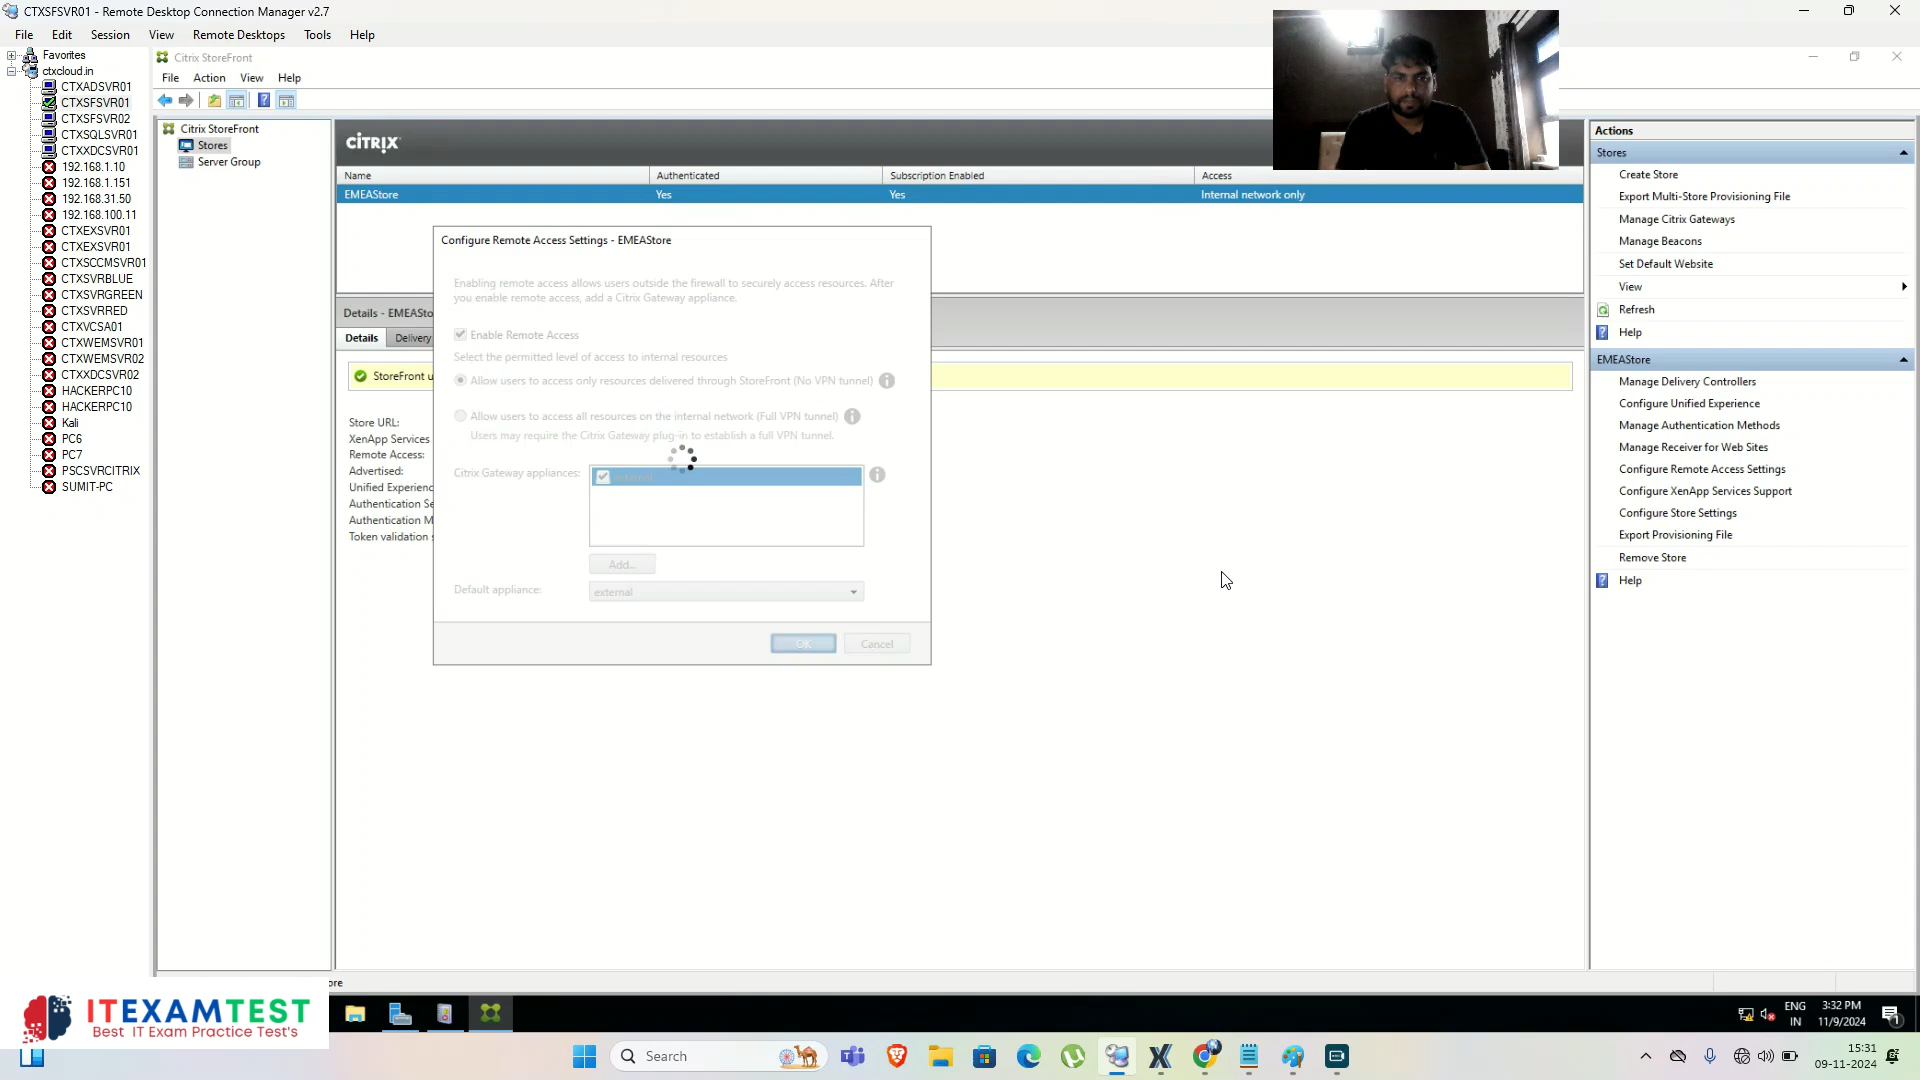 CTXSFSVR01 - Remote Desktop Connection Manager v2.7
File Edit Session View Remote Desktops Tools Help
Favorites
ctxcloud.in
CTXADSVR01
CTXSFSVR01
CTXSFSVR02
CTXSQLSVR01
CTXXDCSVR01
192.168.1.10
192.168.1.151
192.168.31.50
192.168.100.11
CTXEXSVR01
CTXEXSVR01
CTXSCCMSVR01
CTXSVRBLUE
CTXSVRGREEN
CTXSVRRED
CTXVCSA01
CTXWEMSVR01
CTXWEMSVR02
CTXXDCSVR02
HACKERPC10
HACKERPC10
Kali
PC6
PC7
PSCSVRCITRIX
SUMIT-PC
Citrix StoreFront
File Action View Help
Citrix StoreFront
Stores
Server Group
CITRIX
Name Authenticated Subscription Enabled Access
EMEAStore Yes Yes Internal network only
Details - EMEASto
Details Delivery
StoreFront u
Store URL:
XenApp Services
Remote Access:
Advertised:
Unified Experienc
Authentication Se
Authentication M
Token validation s
Configure Remote Access Settings - EMEAStore
Enabling remote access allows users outside the firewall to securely access resources. After
you enable remote access, add a Citrix Gateway appliance.
Enable Remote Access
Select the permitted level of access to internal resources
Allow users to access only resources delivered through StoreFront (No VPN tunnel)
Allow users to access all resources on the internal network (Full VPN tunnel)
Users may require the Citrix Gateway plug-in to establish a full VPN tunnel.
Citrix Gateway appliances:
external
Add...
Default appliance: external
OK Cancel
Actions
Stores
Create Store
Export Multi-Store Provisioning File
Manage Citrix Gateways
Manage Beacons
Set Default Website
View
Refresh
Help
EMEAStore
Manage Delivery Controllers
Configure Unified Experience
Manage Authentication Methods
Manage Receiver for Web Sites
Configure Remote Access Settings
Configure XenApp Services Support
Configure Store Settings
Export Provisioning File
Remove Store
Help
ore
ITEXAMTEST
Best IT Exam Practice Test's
ENG
IN
3:32 PM
11/9/2024
1
Search
15:31
09-11-2024